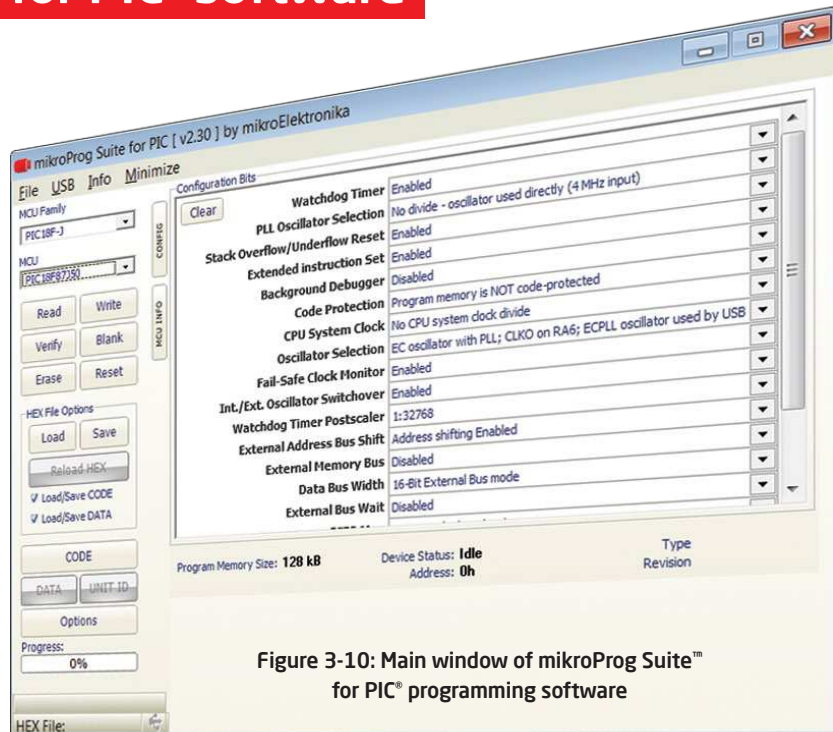 for PIC® software
mikroProg Suite for PIC [ v2.30 ] by mikroElektronika
File USB Info Minimize
MCU Family
PIC18F-J
MCU
PIC18F87J50
Read Write
Verify Blank
Erase Reset
HEX File Options
Load Save
Reload HEX
Load/Save CODE
Load/Save DATA
CODE
DATA UNIT ID
Options
Progress:
0%
HEX File:
CONFIG
MCU INFO
Configuration Bits
Clear
Watchdog Timer Enabled
PLL Oscillator Selection No divide - oscillator used directly (4 MHz input)
Stack Overflow/Underflow Reset Enabled
Extended instruction Set Enabled
Background Debugger Disabled
Code Protection Program memory is NOT code-protected
CPU System Clock No CPU system clock divide
Oscillator Selection EC oscillator with PLL; CLKO on RA6; ECPLL oscillator used by USB
Fail-Safe Clock Monitor Enabled
Int./Ext. Oscillator Switchover Enabled
Watchdog Timer Postscaler 1:32768
External Address Bus Shift Address shifting Enabled
External Memory Bus Disabled
Data Bus Width 16-Bit External Bus mode
External Bus Wait Disabled
Program Memory Size: 128 kB
Device Status: Idle
Address: 0h
Type
Revision
Figure 3-10: Main window of mikroProg Suite™
for PIC® programming software